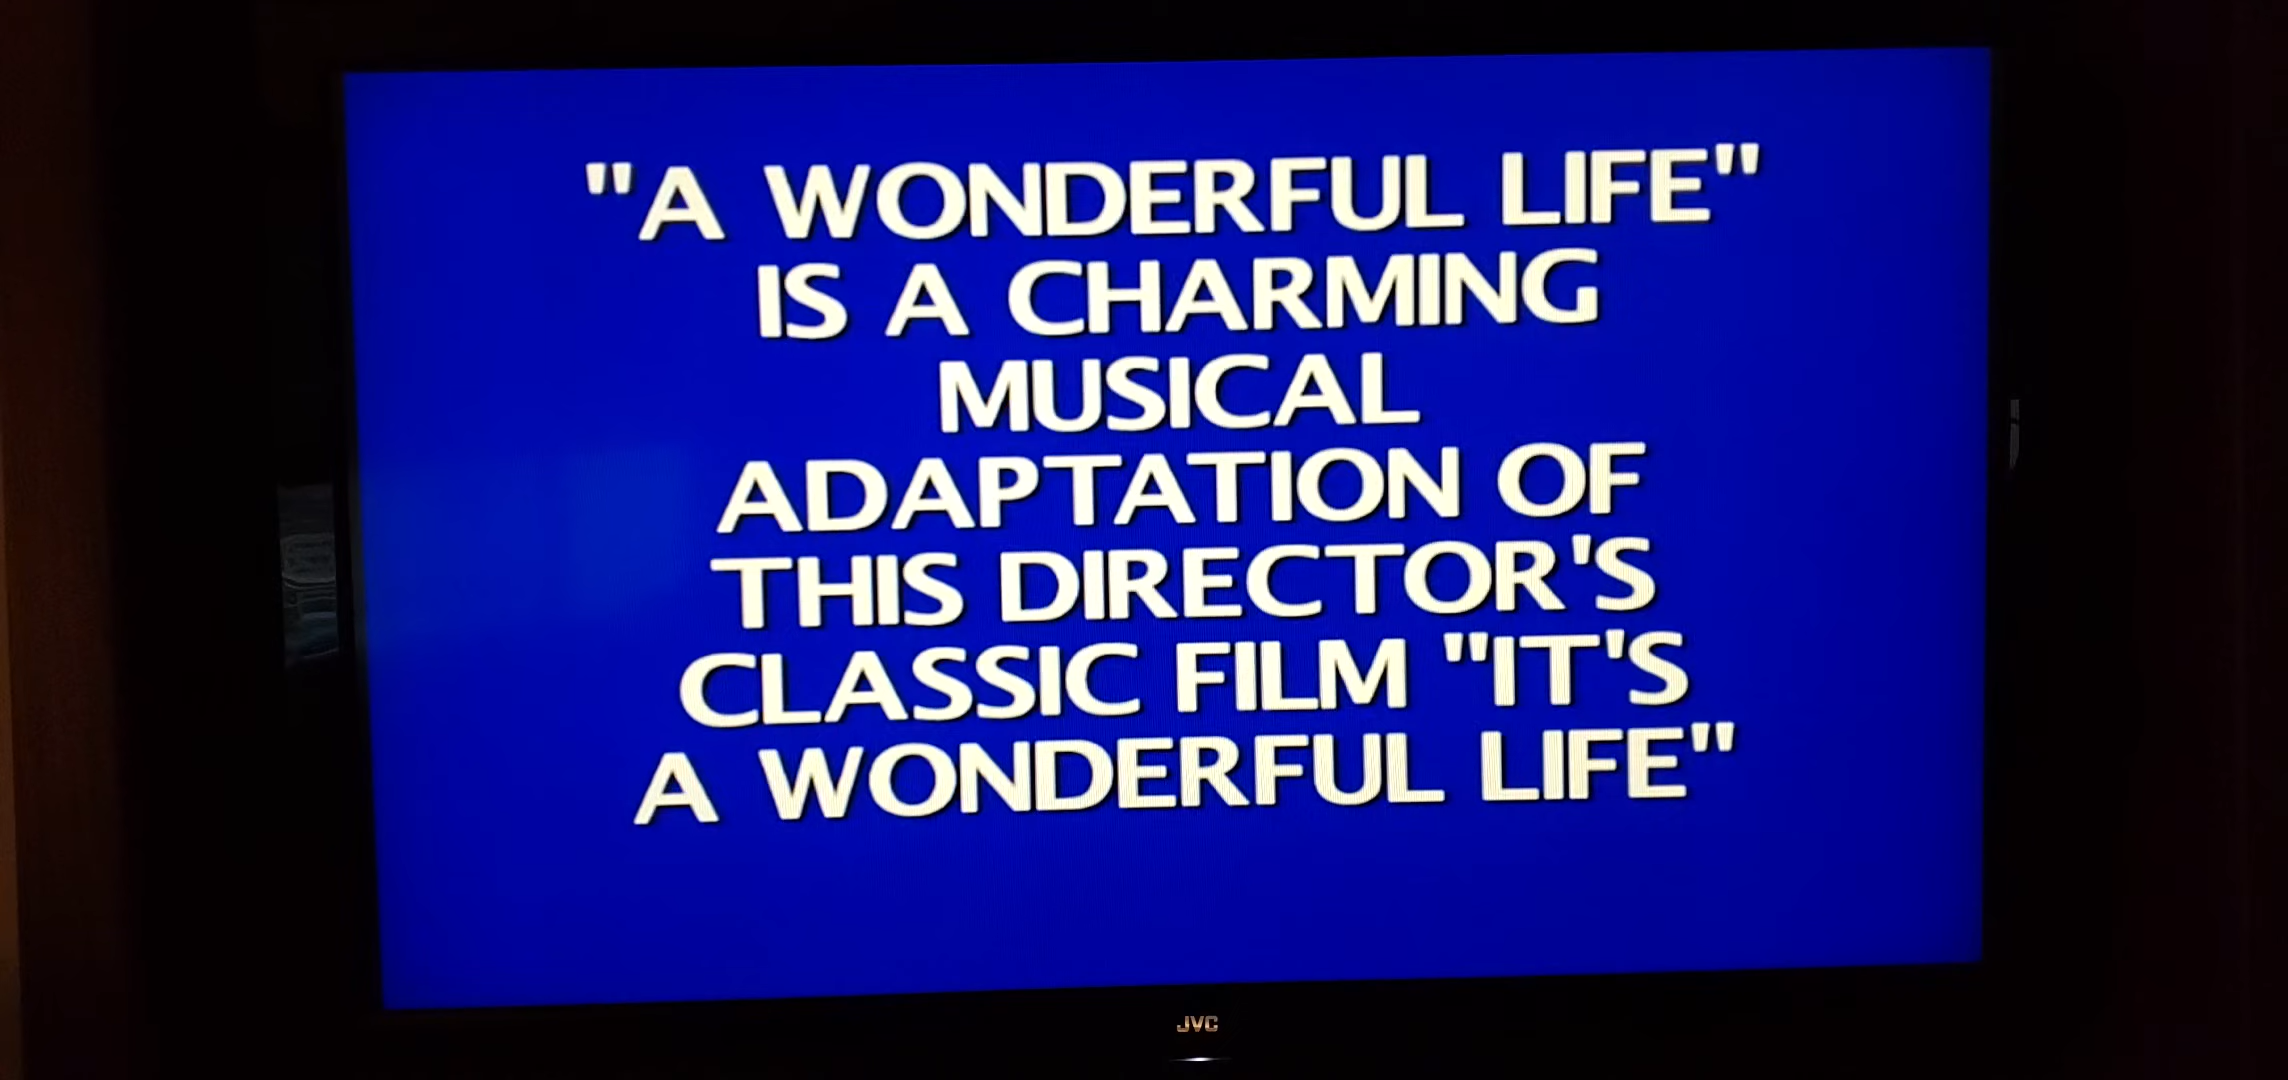 "A WONDERFUL LIFE"
IS A CHARMING
MUSICAL
ADAPTATION OF
THIS DIRECTOR'S
CLASSIC FILM "IT'S
A WONDERFUL LIFE"
JVC